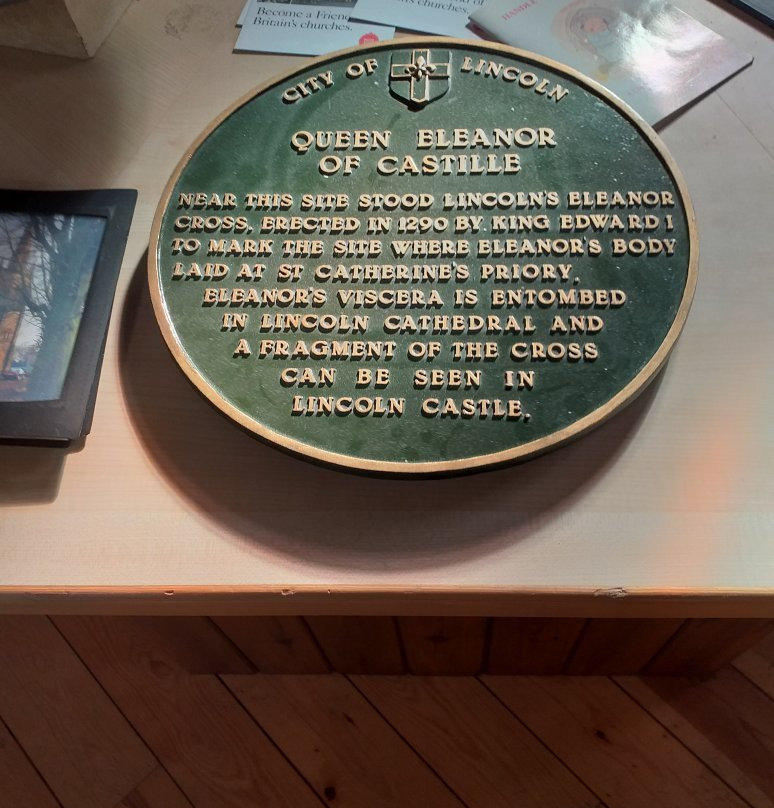 Become a Friend
Britain's churches.
churches.
HANDLE
CITY OF LINCOLN
QUEEN ELEANOR
OF CASTILLE
NEAR THIS SITE STOOD LINCOLN'S ELEANOR
CROSS, ERECTED IN 1290 BY KING EDWARD I
TO MARK THE SITE WHERE ELEANOR'S BODY
LAID AT ST CATHERINE'S PRIORY.
ELEANOR'S VISCERA IS ENTOMBED
IN LINCOLN CATHEDRAL AND
A FRAGMENT OF THE CROSS
CAN BE SEEN IN
LINCOLN CASTLE.